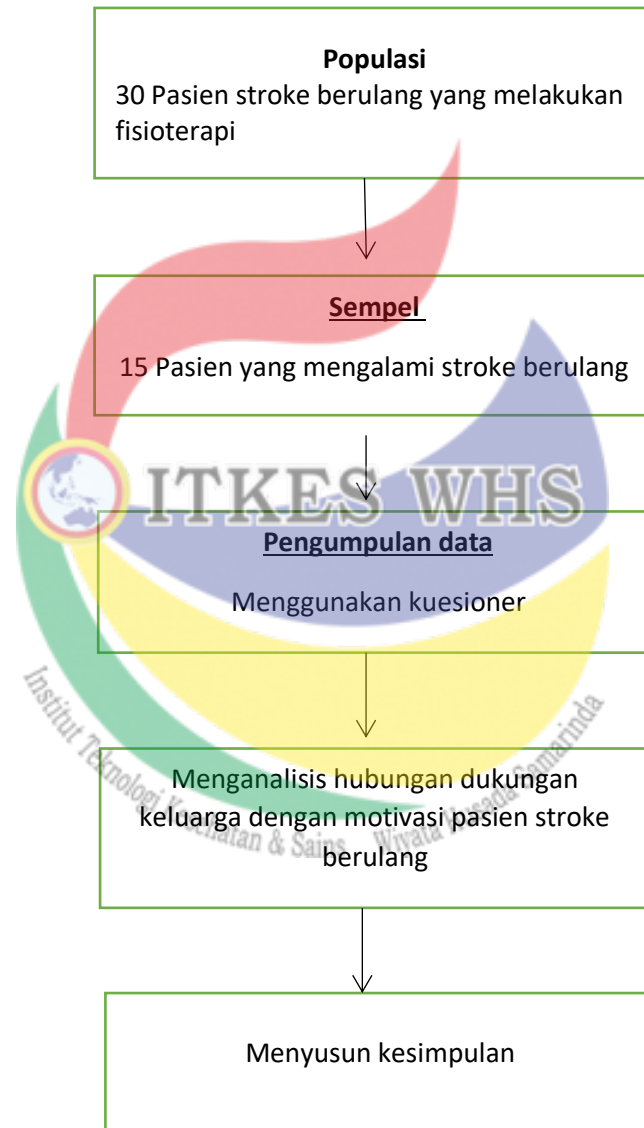 Populasi
30 Pasien stroke berulang yang melakukan
fisioterapi
Sempel
15 Pasien yang mengalami stroke berulang
ITKES WHS
Pengumpulan data
Menggunakan kuesioner
Menganalisis hubungan dukungan
keluarga dengan motivasi pasien stroke
berulang
Institut Teknologi Kesehatan & Sains Wiyata Husada Samarinda
Menyusun kesimpulan